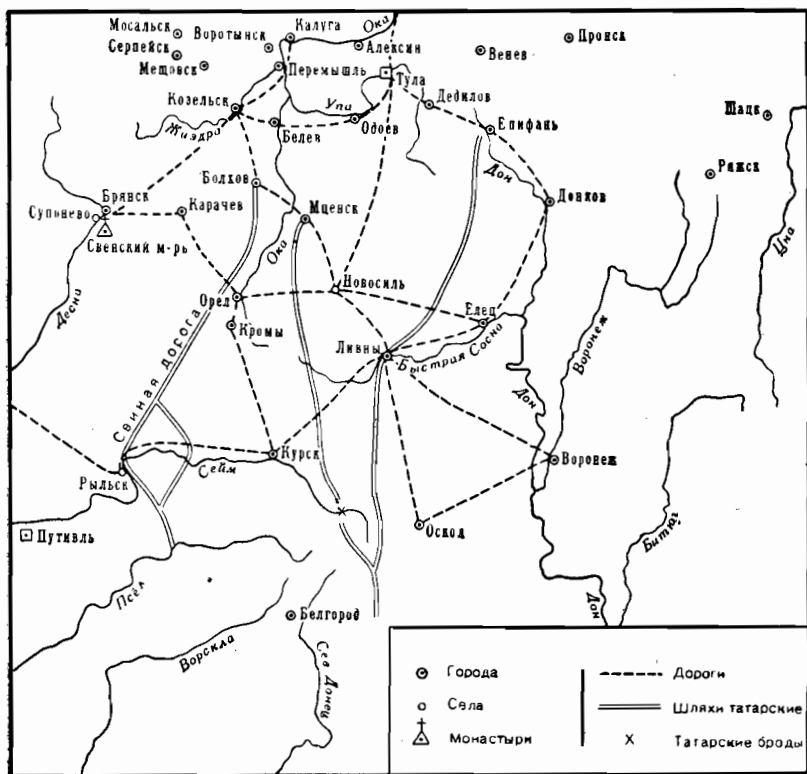 Мосальск
Серпейск
Мещовск
Воротынск
Калуга
Оки
Алексин
Венев
Пронск
Перемышль
Тула
Дедилов
Козельск
Жиздра
Упа
Белев
Одоев
Епифань
Шацк
Ряжск
Цна
Дон
Донков
Болхов
Брянск
Супонево
Карачев
Свенский м-рь
Мценск
Ока
Новосиль
Десна
Орел
Кромы
Елец
Ливны
Быстрия Сосна
Дон
Воронеж
Свиная дорога
Рыльск
Сейм
Курск
Воронеж
Оскол
Битюг
Путивль
Псёл
Дон
Белгород
Ворскла
Сев Донец
Города
Дороги
Села
Шляхи татарские
Монастыри
Татарские броды